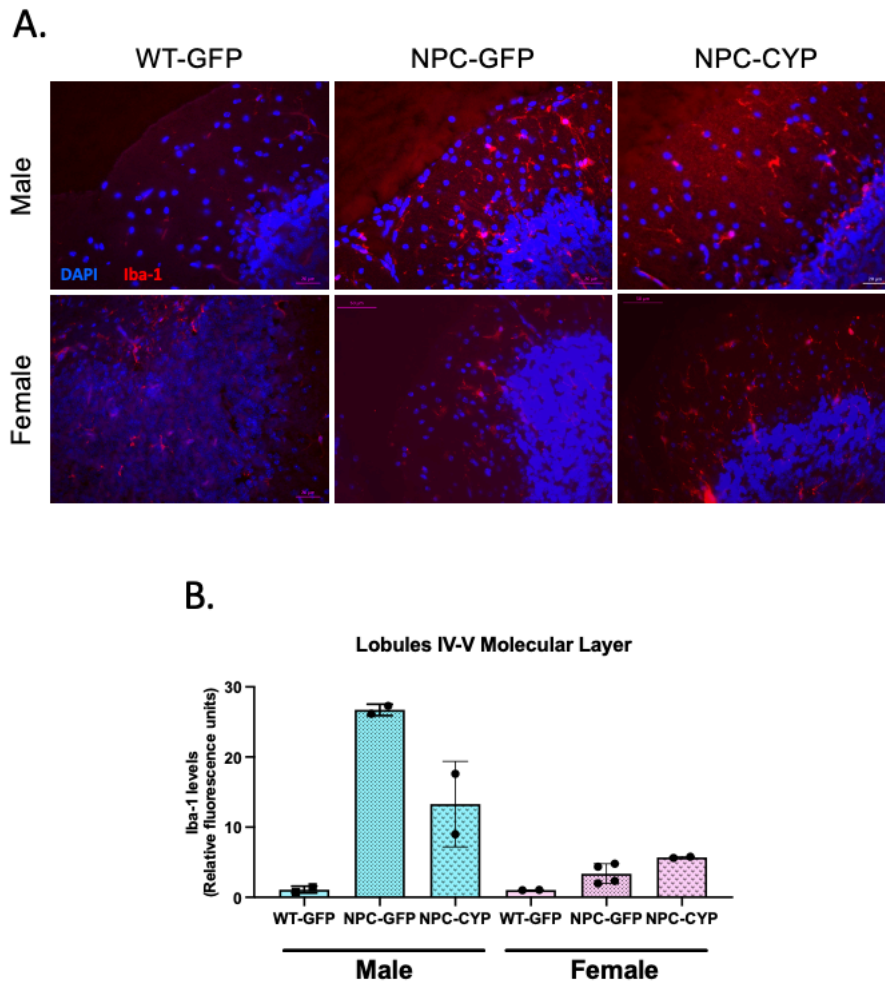 A.
WT-GFP NPC-GFP NPC-CYP
Male
DAPI Iba-1
Female
B.
Lobules IV-V Molecular Layer
Iba-1 levels
(Relative fluorescence units)
30
20
10
0
WT-GFP NPC-GFP NPC-CYP WT-GFP NPC-GFP NPC-CYP
Male Female